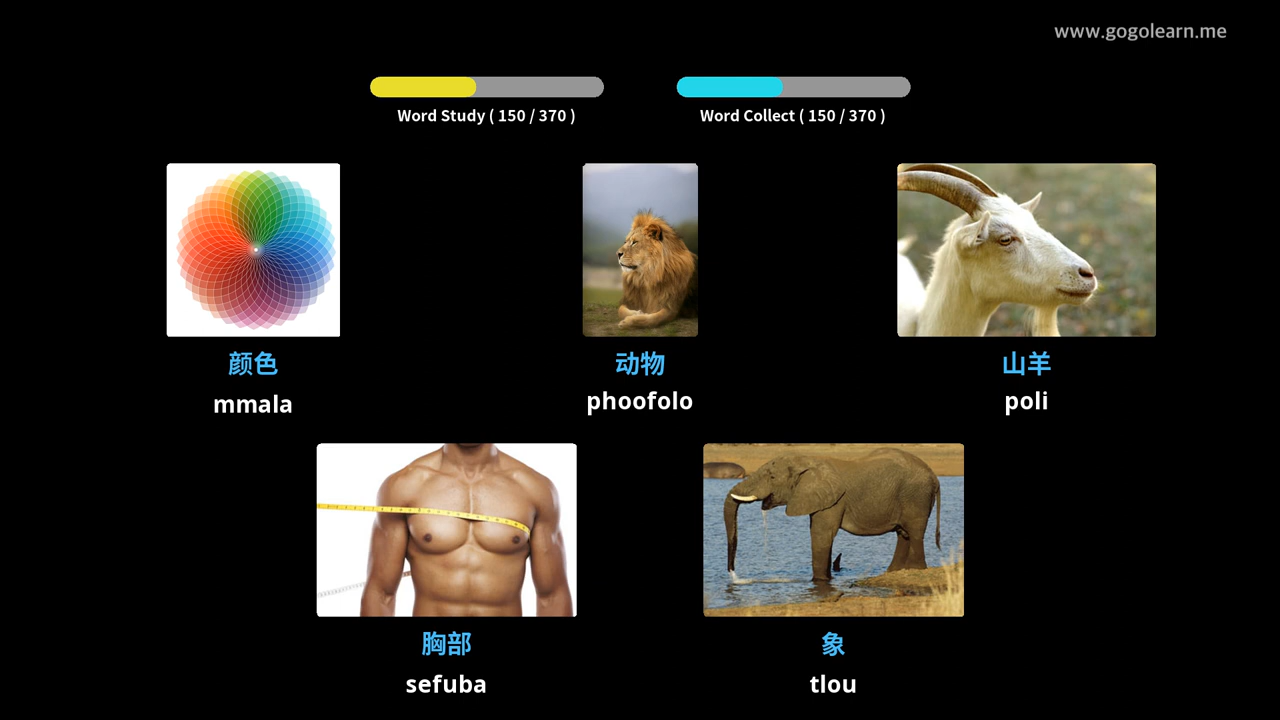 www.gogolearn.me
Word Study ( 150 / 370 )
Word Collect ( 150 / 370 )
颜色
动物
山羊
mmala
phoofolo
poli
胸部
象
sefuba
tlou